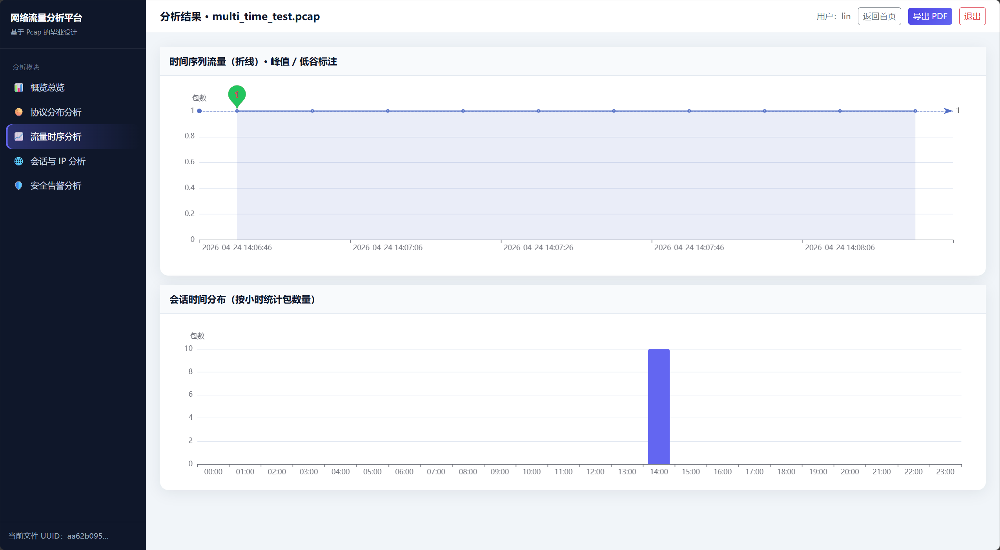 网络流量分析平台
基于 Pcap 的毕业设计
分析模块
概览总览
协议分布分析
流量时序分析
会话与 IP 分析
安全告警分析
当前文件 UUID：aa62b095...
分析结果 • multi_time_test.pcap
用户：lin
返回首页
导出 PDF
退出
时间序列流量（折线）• 峰值 / 低谷标注
包数
1
1
1
0.8
0.6
0.4
0.2
0
2026-04-24 14:06:46
2026-04-24 14:07:06
2026-04-24 14:07:26
2026-04-24 14:07:46
2026-04-24 14:08:06
会话时间分布（按小时统计包数量）
包数
10
8
6
4
2
0
00:00 01:00 02:00 03:00 04:00 05:00 06:00 07:00 08:00 09:00 10:00 11:00 12:00 13:00 14:00 15:00 16:00 17:00 18:00 19:00 20:00 21:00 22:00 23:00